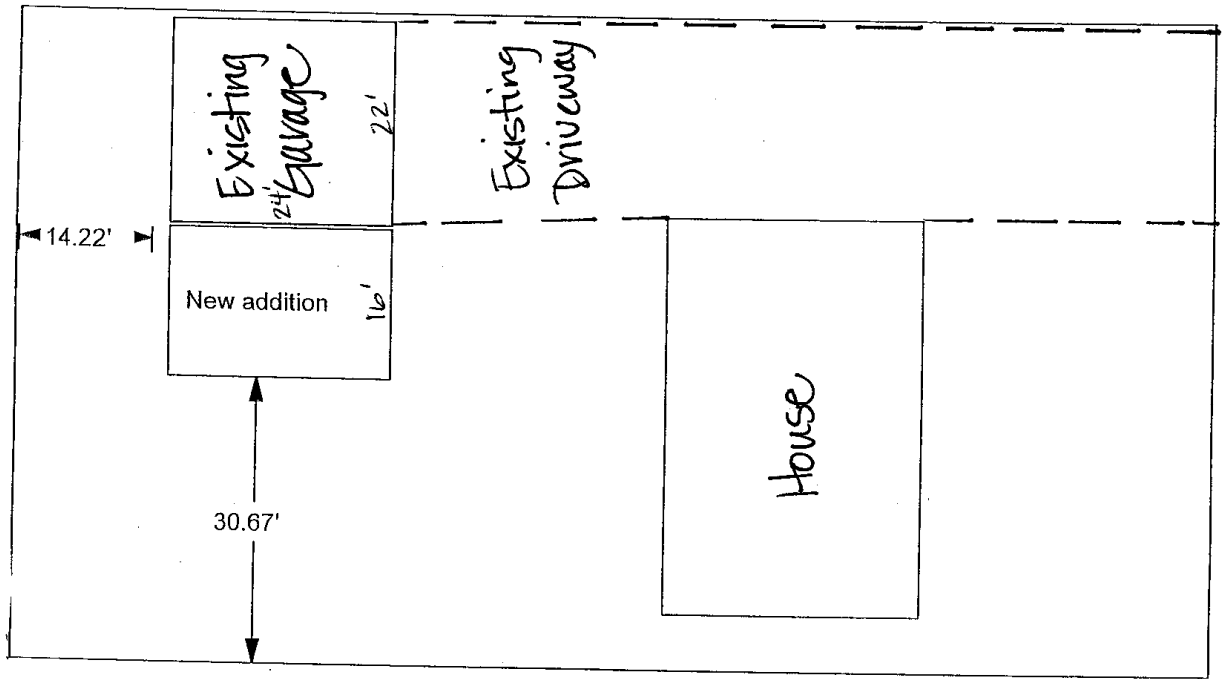 Existing
Garage
24'
22'
Existing
Driveway
14.22'
New addition
16'
House
30.67'